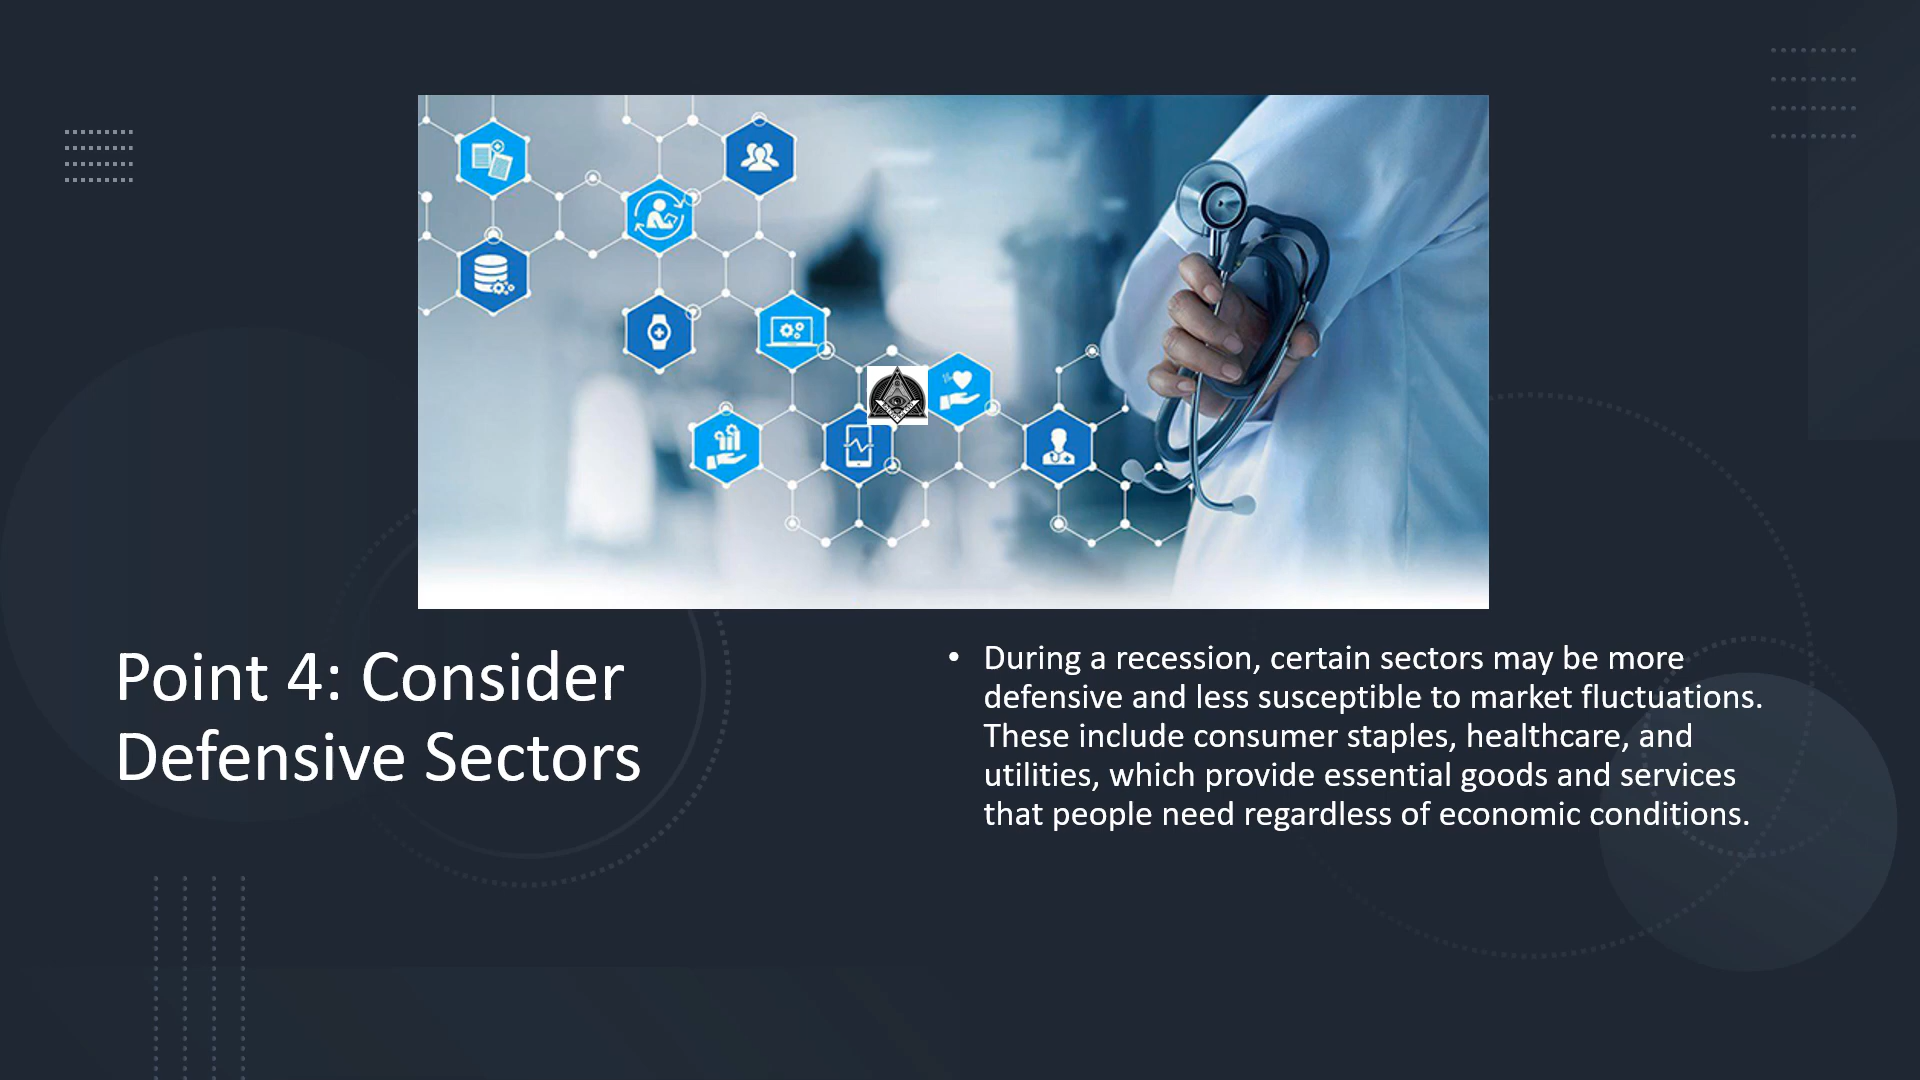 Point 4: Consider
Defensive Sectors
• During a recession, certain sectors may be more
defensive and less susceptible to market fluctuations.
These include consumer staples, healthcare, and
utilities, which provide essential goods and services
that people need regardless of economic conditions.